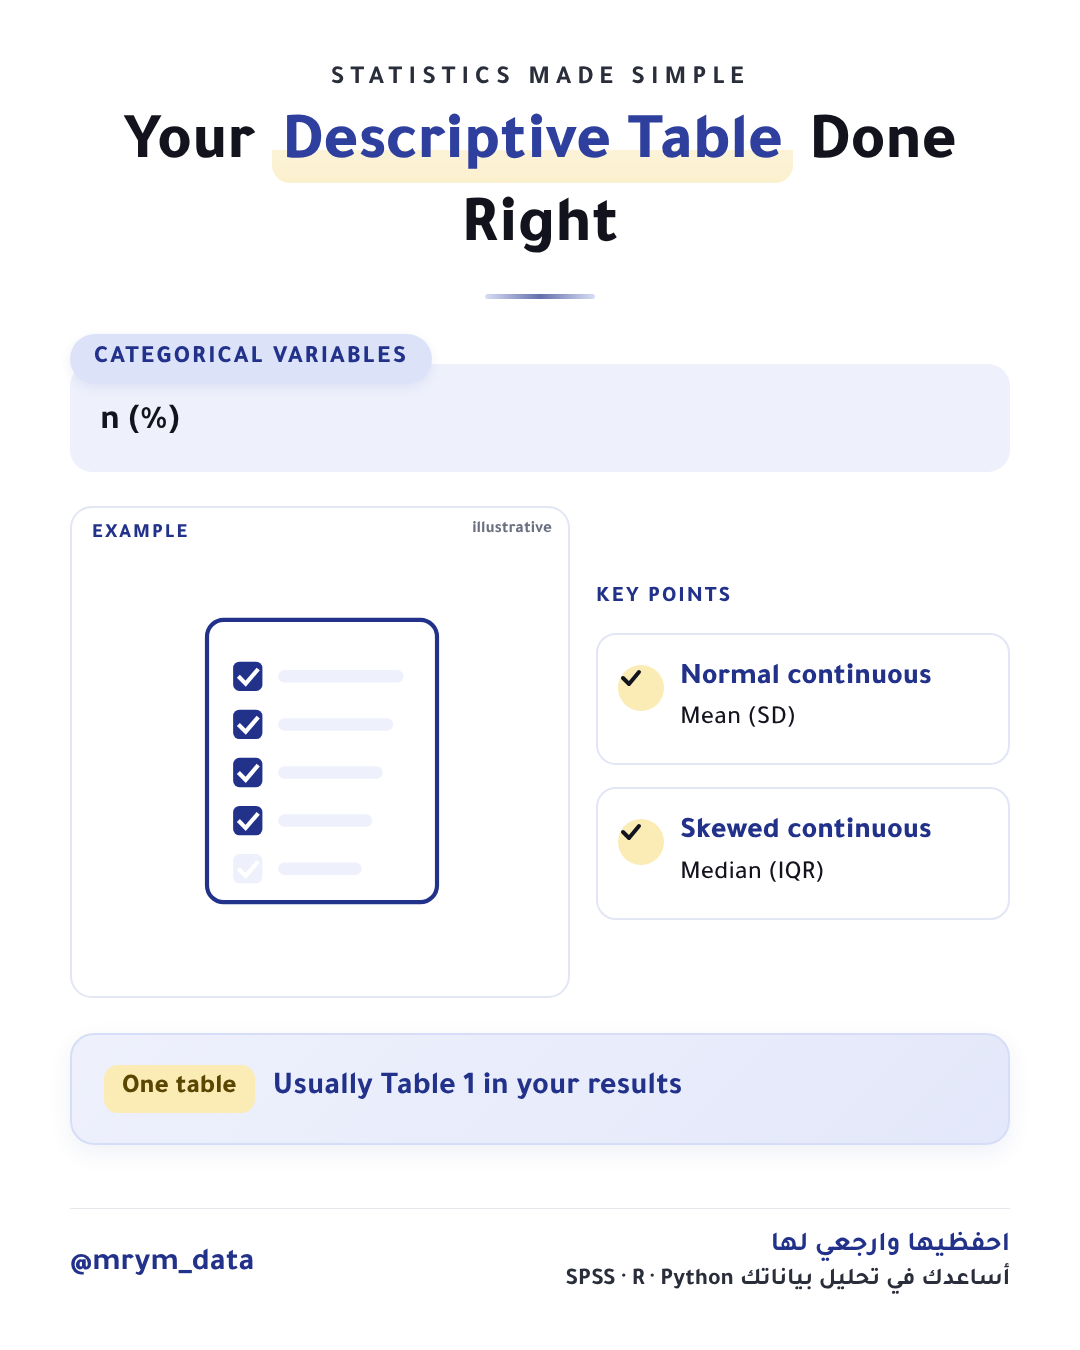 STATISTICS MADE SIMPLE
Your Descriptive Table Done
Right
CATEGORICAL VARIABLES
n (%)
EXAMPLE
illustrative
KEY POINTS
Normal continuous
Mean (SD)
Skewed continuous
Median (IQR)
One table
Usually Table 1 in your results
@mrym_data
احفظيها وارجعي لها
أساعدك في تحليل بياناتك SPSS · R · Python